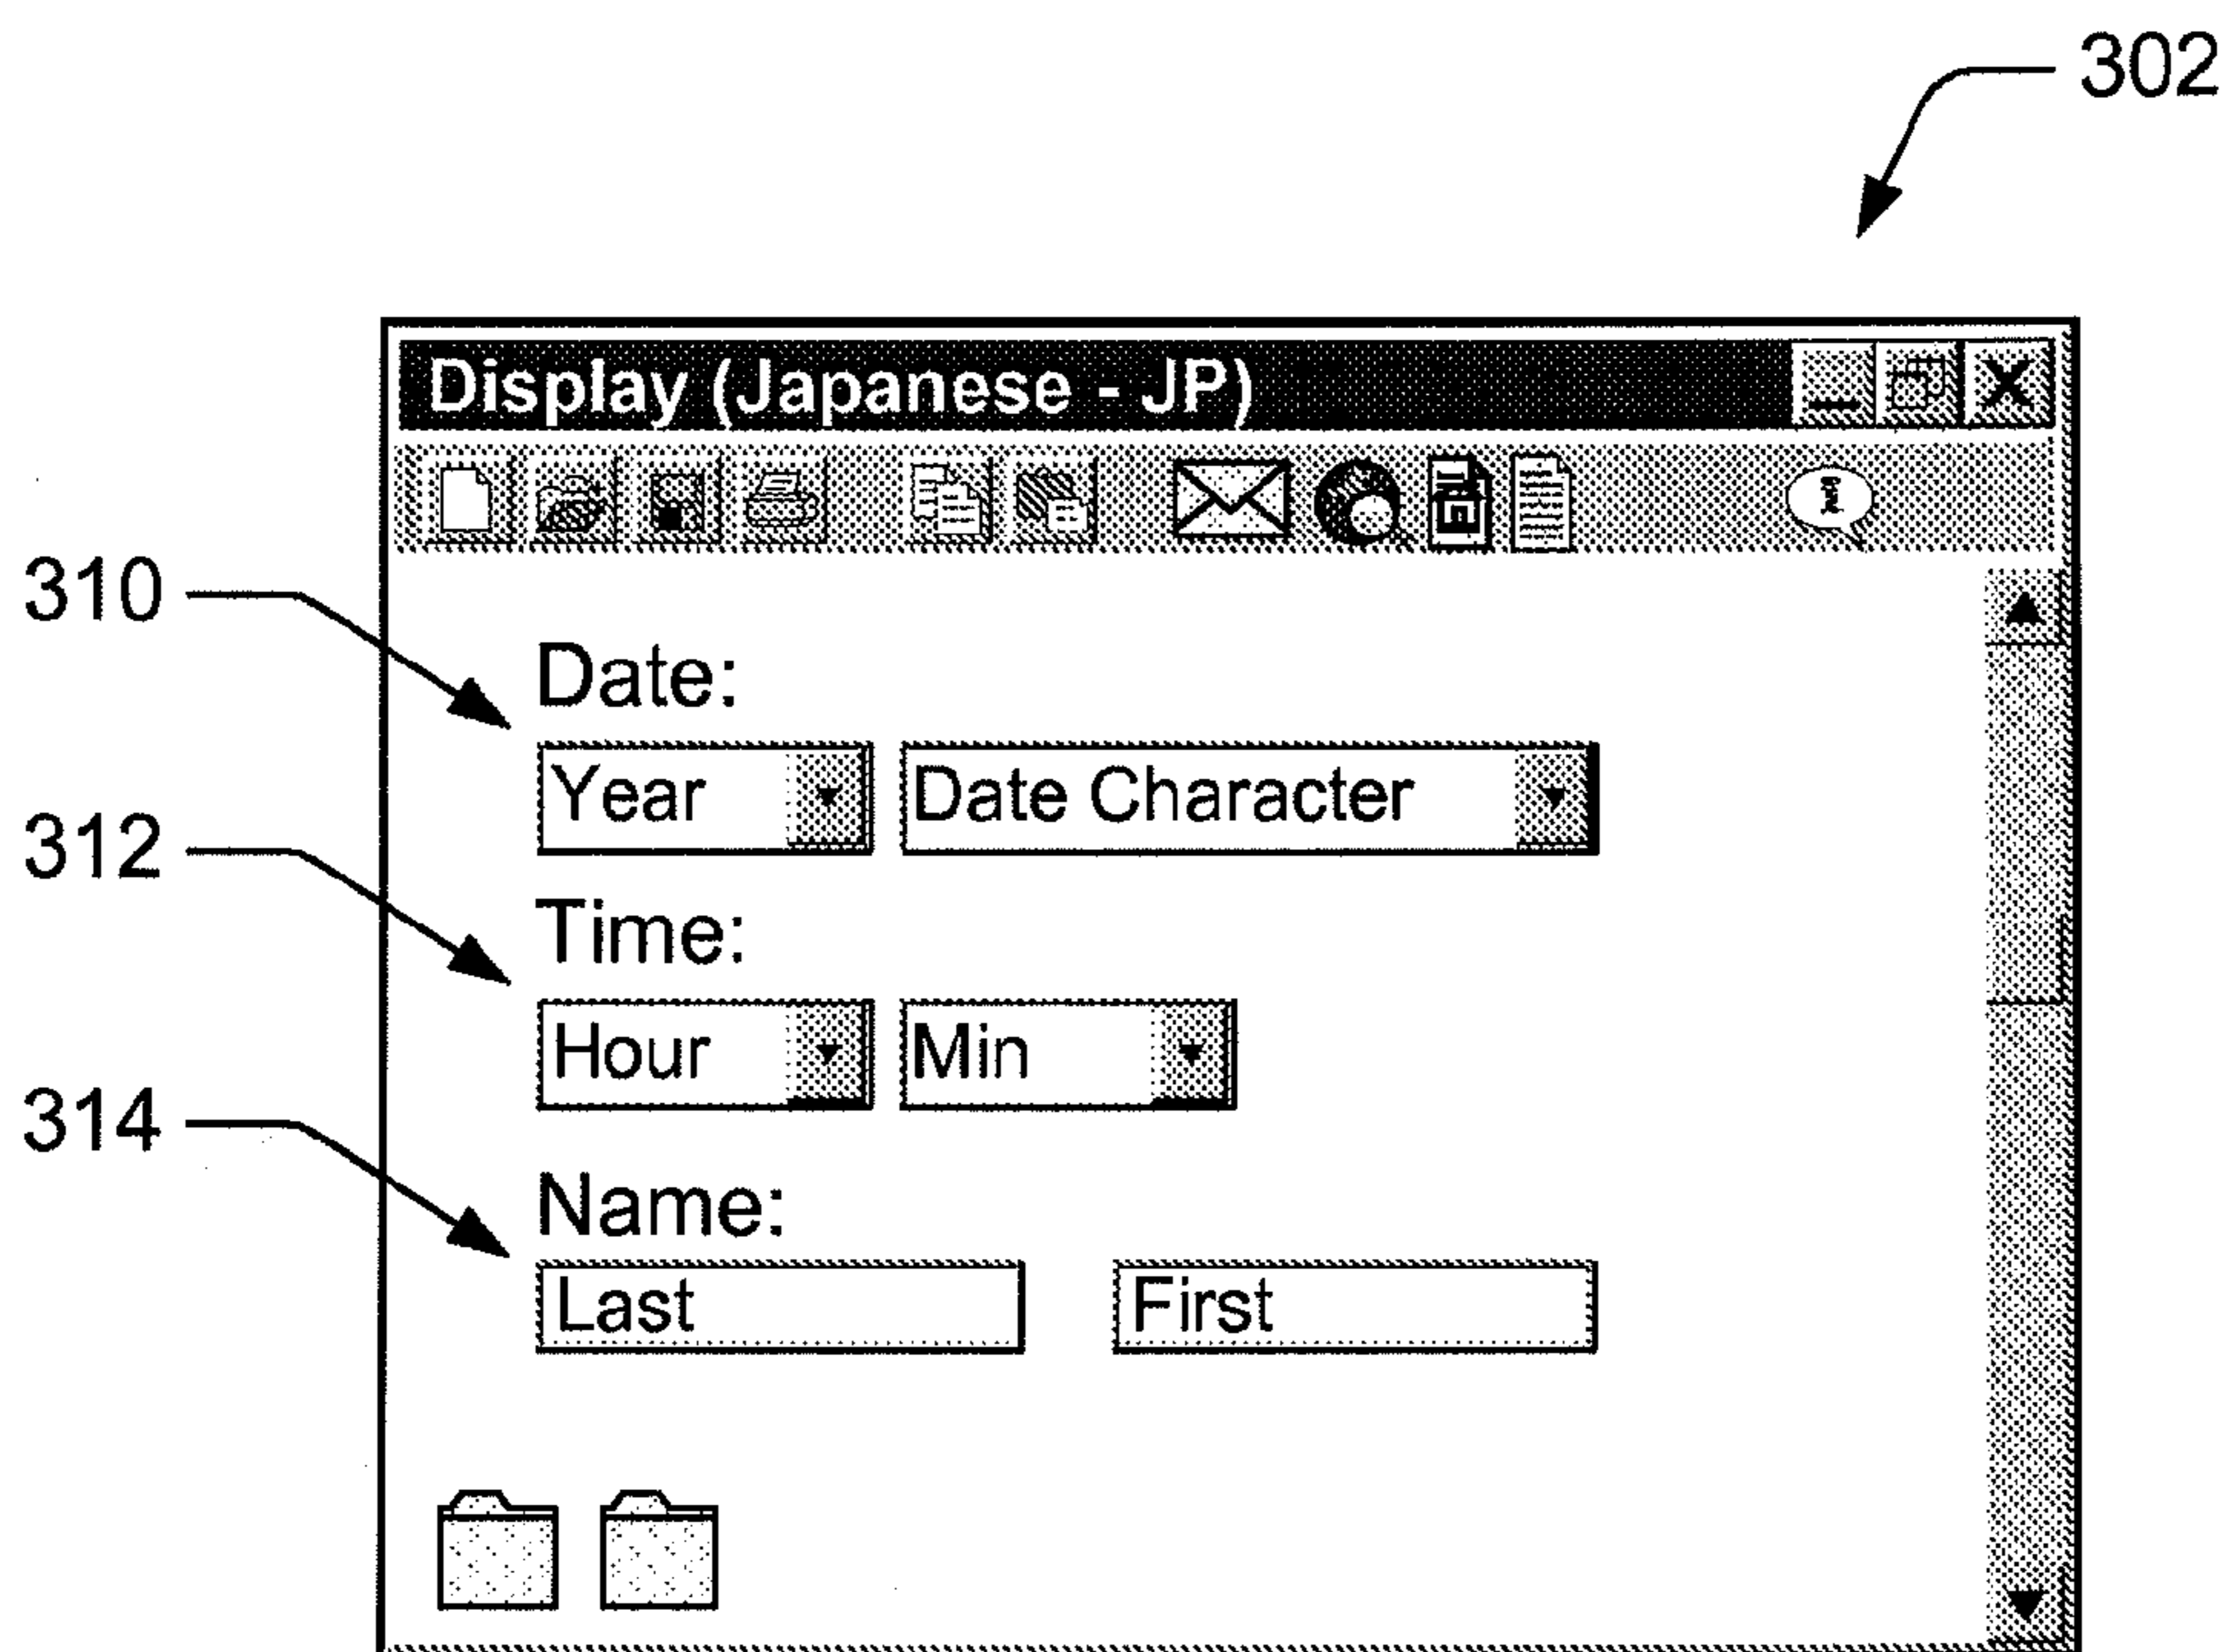 302
Display (Japanese - JP)
310
Date:
Year Date Character
312
Time:
Hour Min
314
Name:
Last First